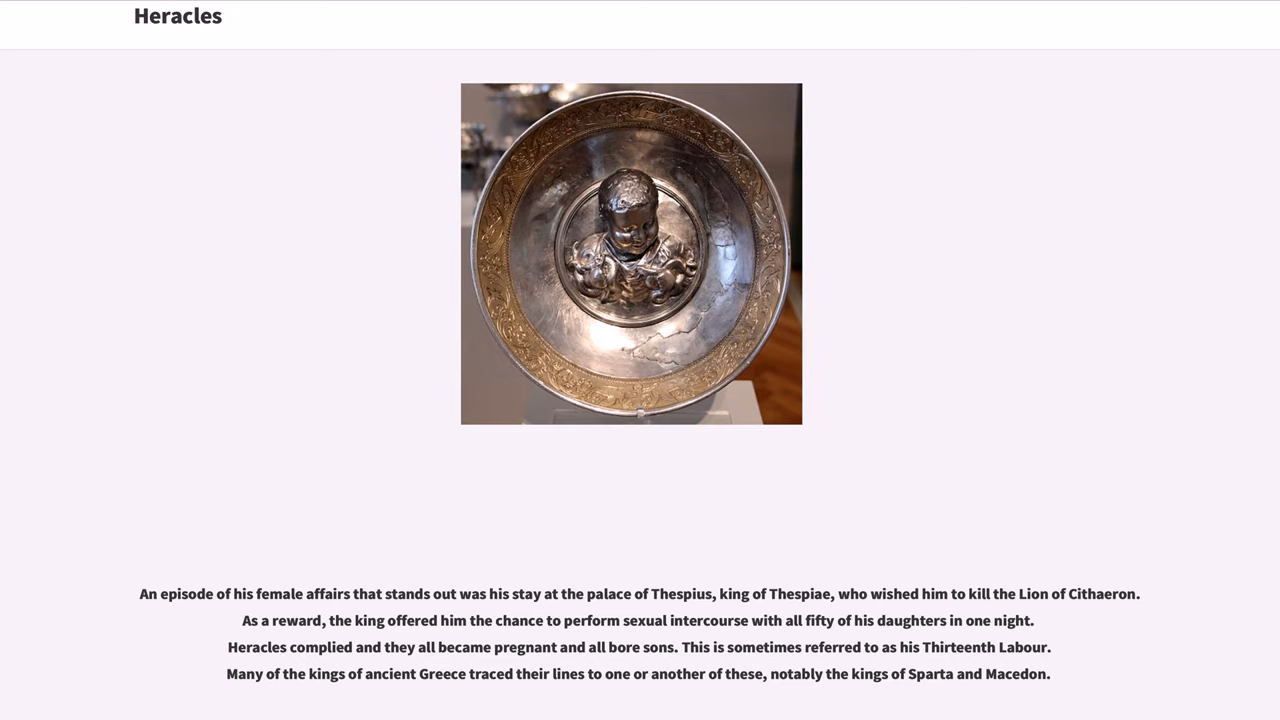 Heracles
An episode of his female affairs that stands out was his stay at the palace of Thespius, king of Thespiae, who wished him to kill the Lion of Cithaeron.
As a reward, the king offered him the chance to perform sexual intercourse with all fifty of his daughters in one night.
Heracles complied and they all became pregnant and all bore sons. This is sometimes referred to as his Thirteenth Labour.
Many of the kings of ancient Greece traced their lines to one or another of these, notably the kings of Sparta and Macedon.